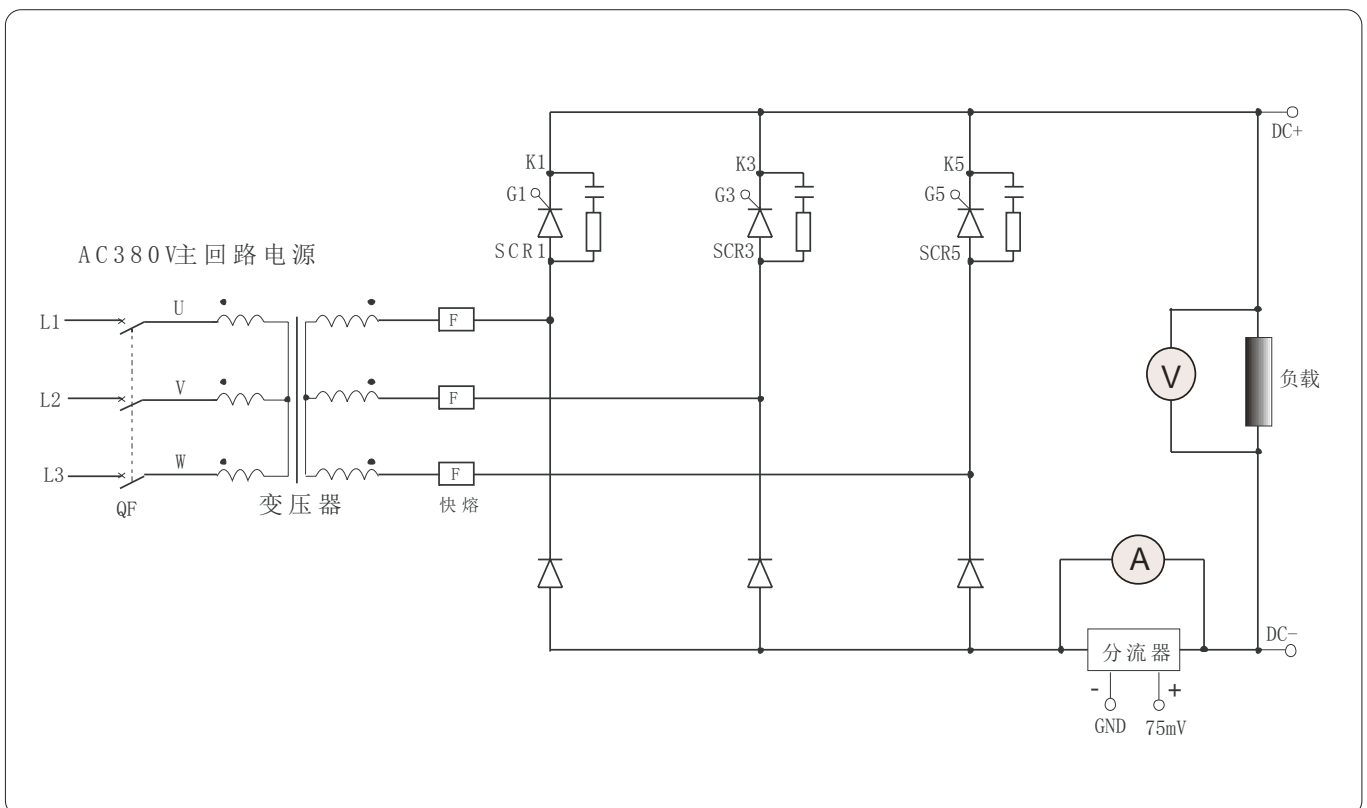 DC+
K1
K3
K5
G1
G3
G5
SCR1
SCR3
SCR5
AC380V主回路电源
U
L1
F
V
负载
V
L2
F
W
L3
F
QF
变压器
快熔
A
DC-
分流器
-
+
GND
75mV